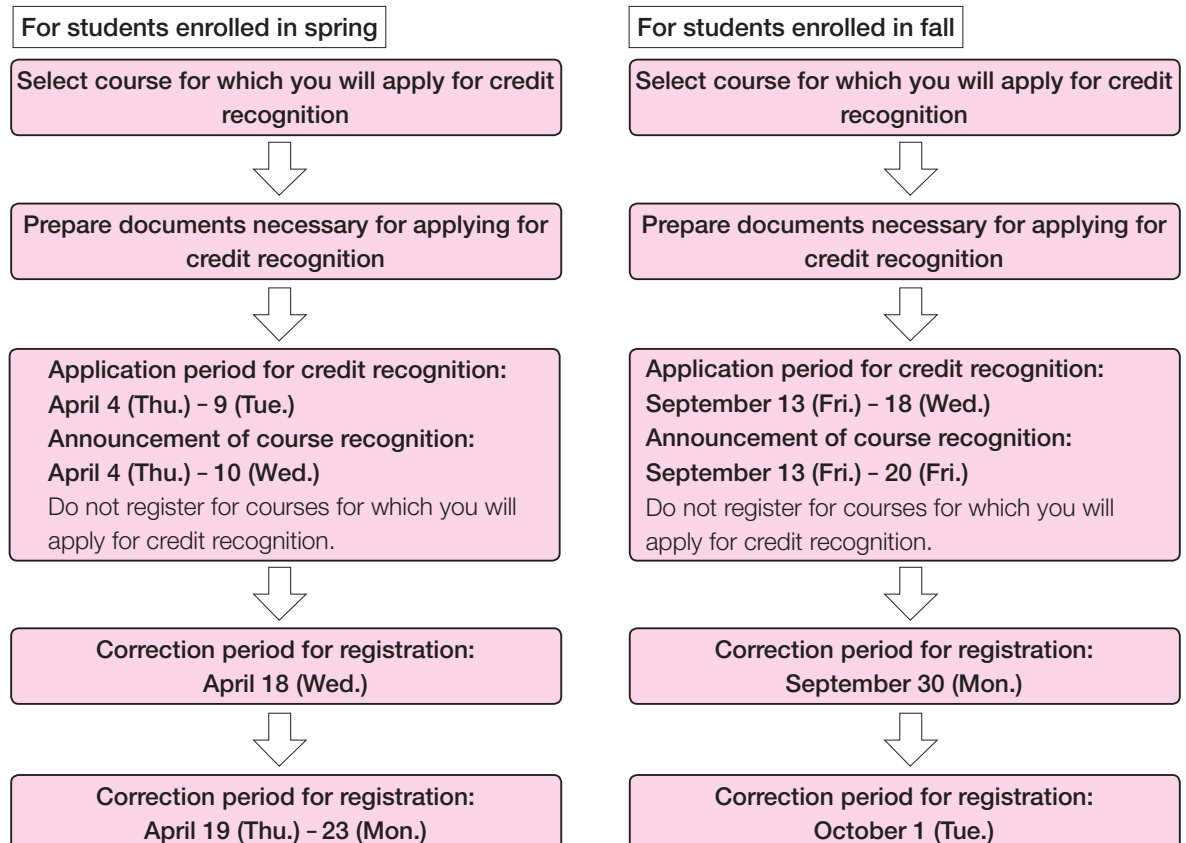 For students enrolled in spring
Select course for which you will apply for credit
recognition
Prepare documents necessary for applying for
credit recognition
Application period for credit recognition:
April 4 (Thu.) – 9 (Tue.)
Announcement of course recognition:
April 4 (Thu.) – 10 (Wed.)
Do not register for courses for which you will
apply for credit recognition.
Correction period for registration:
April 18 (Wed.)
Correction period for registration:
April 19 (Thu.) – 23 (Mon.)
For students enrolled in fall
Select course for which you will apply for credit
recognition
Prepare documents necessary for applying for
credit recognition
Application period for credit recognition:
September 13 (Fri.) – 18 (Wed.)
Announcement of course recognition:
September 13 (Fri.) – 20 (Fri.)
Do not register for courses for which you will
apply for credit recognition.
Correction period for registration:
September 30 (Mon.)
Correction period for registration:
October 1 (Tue.)